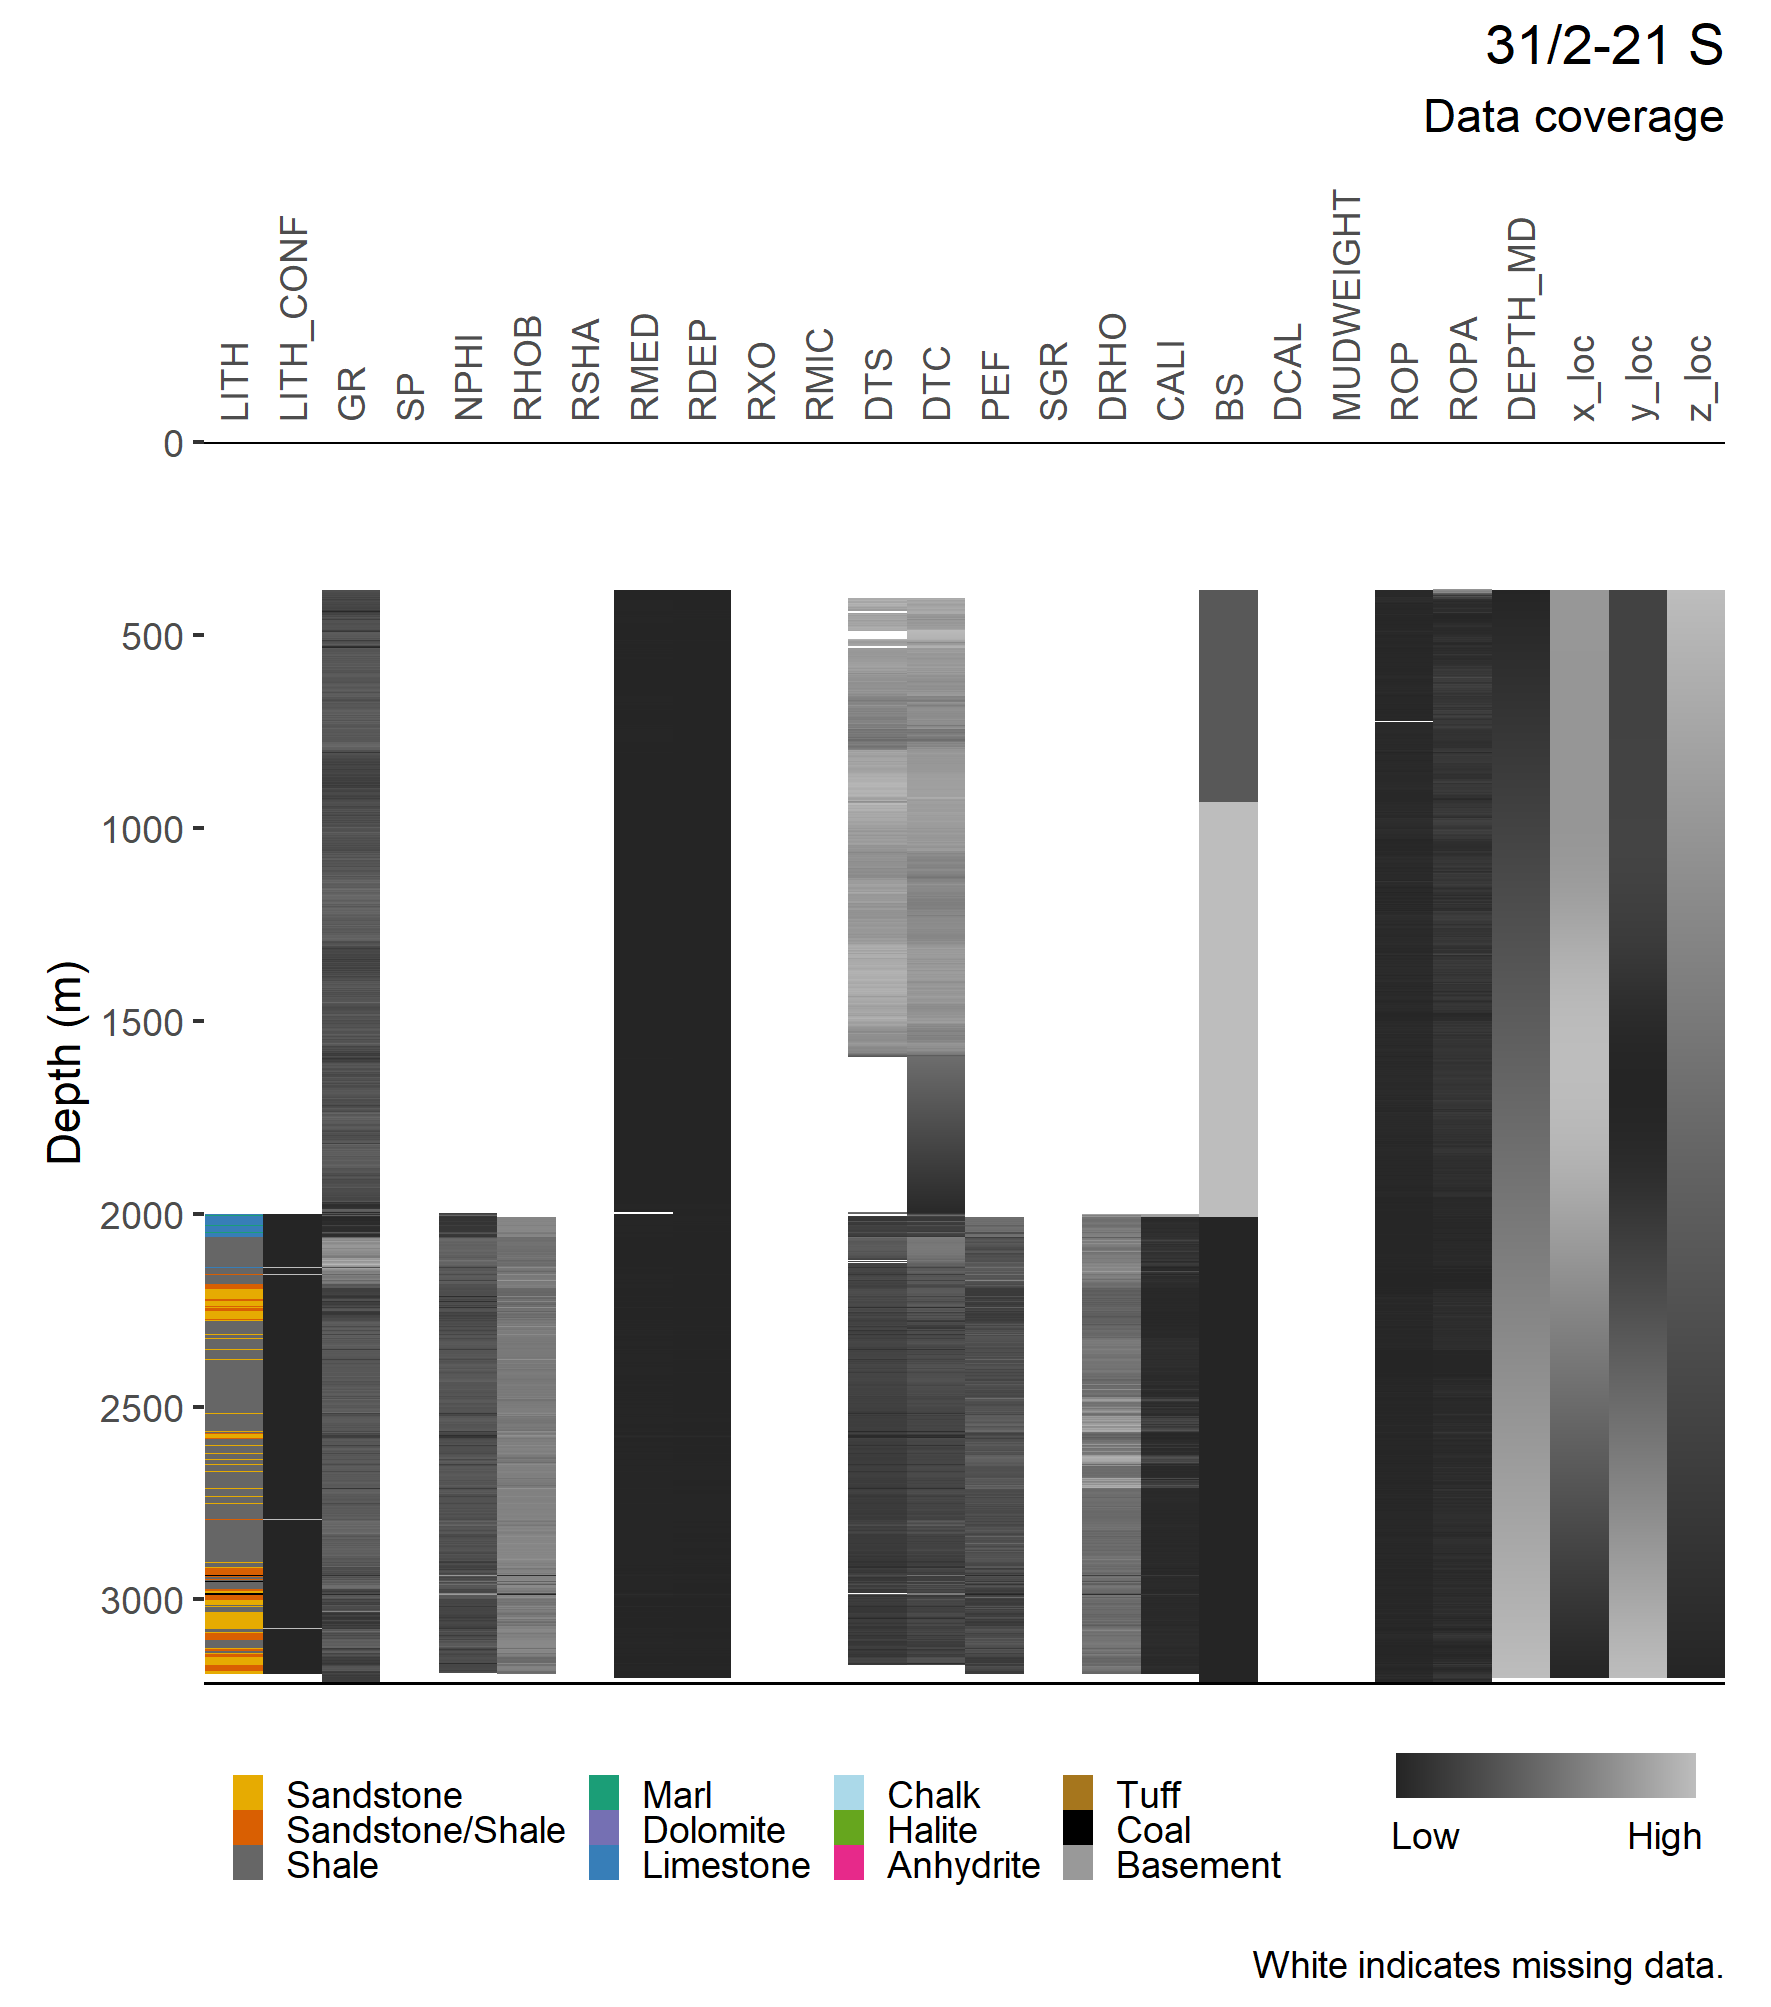 31/2-21 S
Data coverage
LITH
LITH_CONF
GR
SP
NPHI
RHOB
RSHA
RMED
RDEP
RXO
RMIC
DTS
DTC
PEF
SGR
DRHO
CALI
BS
DCAL
MUDWEIGHT
ROP
ROPA
DEPTH_MD
x_loc
y_loc
z_loc
Depth (m)
0
500
1000
1500
2000
2500
3000
Sandstone
Sandstone/Shale
Shale
Marl
Dolomite
Limestone
Chalk
Halite
Anhydrite
Tuff
Coal
Basement
Low High
White indicates missing data.